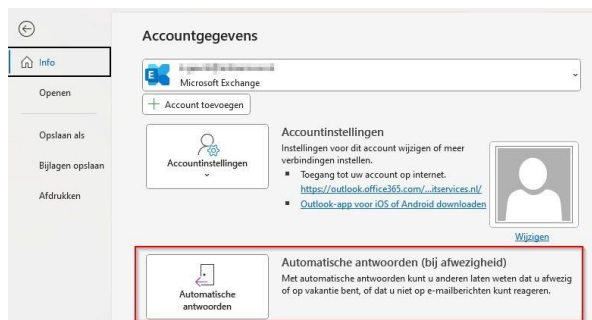 Accountgegevens
Info
Microsoft Exchange
Openen
Account toevoegen
Opslaan als
Bijlagen opslaan
Afdrukken
Accountinstellingen
Accountinstellingen
Instellingen voor dit account wijzigen of meer
verbindingen instellen.
Toegang tot uw account op internet.
https://outlook.office365.com/...itservices.nl/
Outlook-app voor iOS of Android downloaden
Wijzigen
Automatische
antwoorden
Automatische antwoorden (bij afwezigheid)
Met automatische antwoorden kunt u anderen laten weten dat u afwezig
of op vakantie bent, of dat u niet op e-mailberichten kunt reageren.